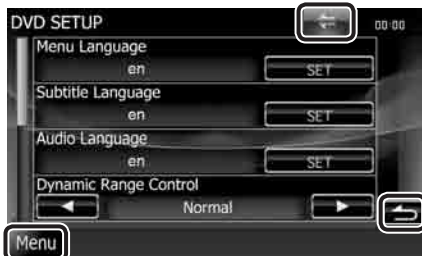 DVD SETUP 00:00
Menu Language
en SET
Subtitle Language
en SET
Audio Language
en SET
Dynamic Range Control
Normal
Menu